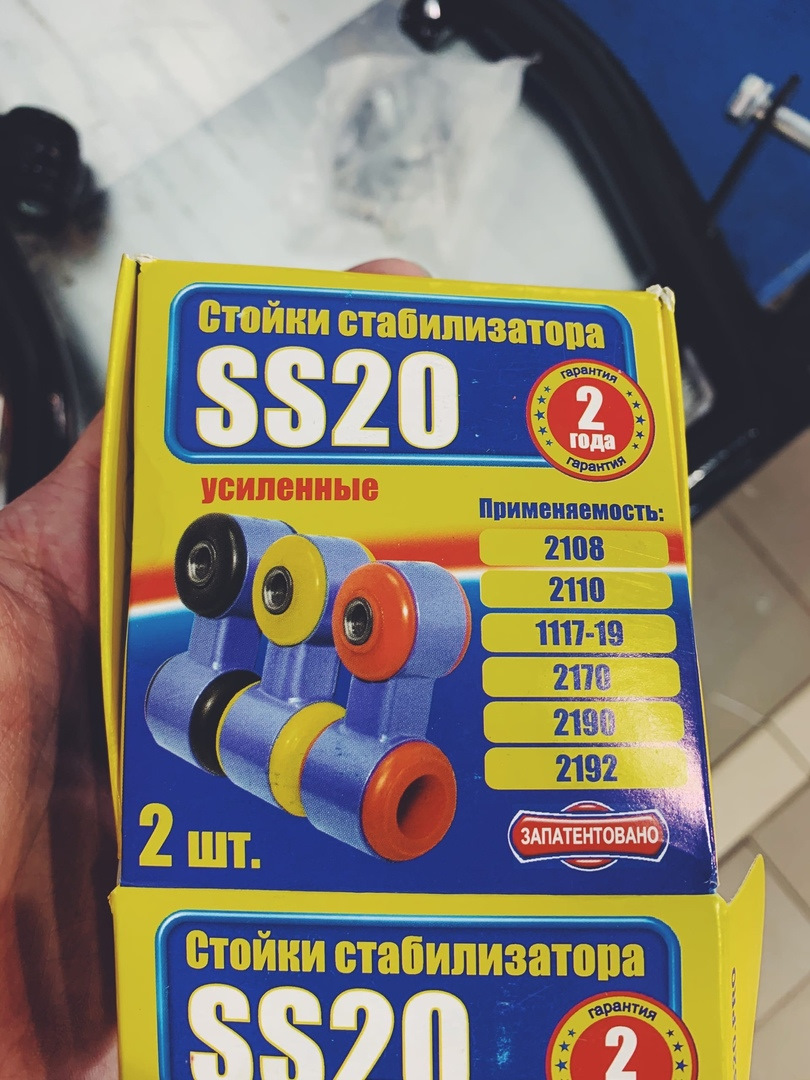 Стойки стабилизатора
SS20
гарантия
2
года
гарантия
усиленные
Применяемость:
2108
2110
1117-19
2170
2190
2192
ЗАПАТЕНТОВАНО
2 шт.
Стойки стабилизатора
SS20
гарантия
2